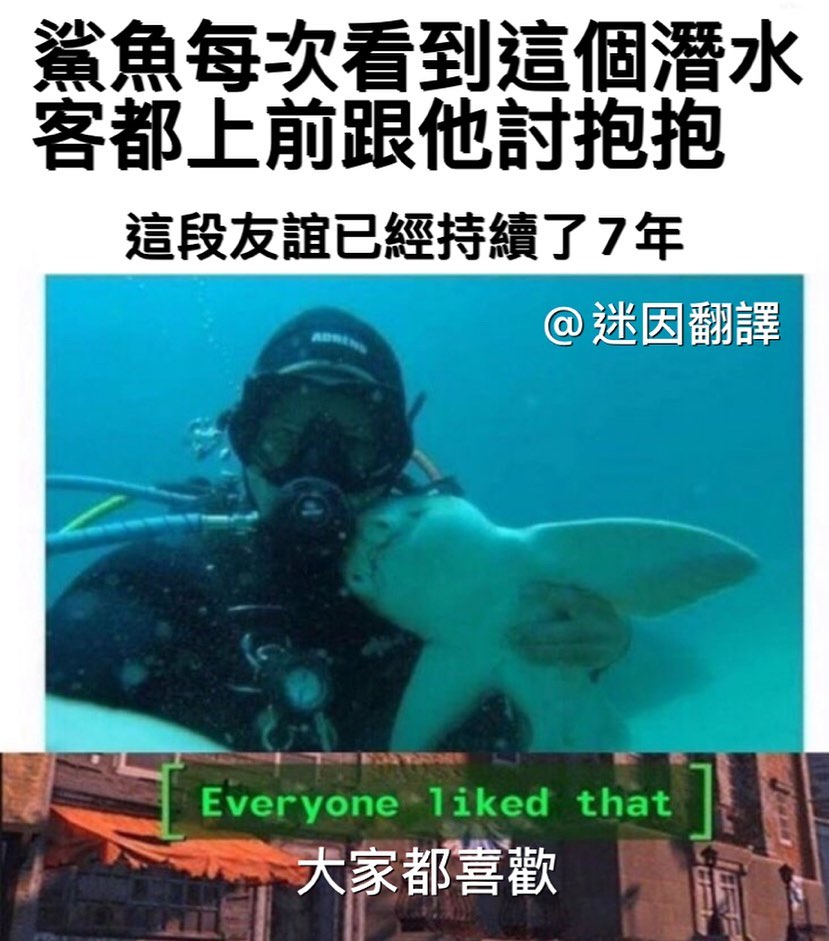 鯊魚每次看到這個潛水
客都上前跟他討抱抱
這段友誼已經持續了7年
@迷因翻譯
ADRENO
[Everyone liked that]
大家都喜歡